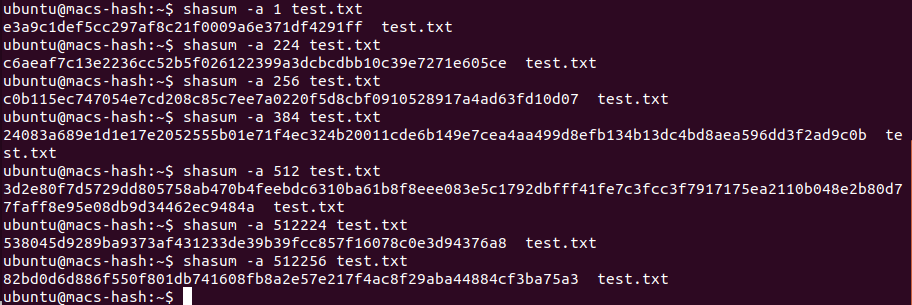 ubuntu@macs-hash:~$ shasum -a 1 test.txt
e3a9c1def5cc297af8c21f0009a6e371df4291ff  test.txt
ubuntu@macs-hash:~$ shasum -a 224 test.txt
c6aeaf7c13e2236cc52b5f026122399a3dcbcdbb10c39e7271e605ce  test.txt
ubuntu@macs-hash:~$ shasum -a 256 test.txt
c0b115ec747054e7cd208c85c7ee7a0220f5d8cbf0910528917a4ad63fd10d07  test.txt
ubuntu@macs-hash:~$ shasum -a 384 test.txt
24083a689e1d1e17e2052555b01e71f4ec324b20011cde6b149e7cea4aa499d8efb134b13dc4bd8aea596dd3f2ad9c0b  te
st.txt
ubuntu@macs-hash:~$ shasum -a 512 test.txt
3d2e80f7d5729dd805758ab470b4feebdc6310ba61b8f8eee083e5c1792dbfff41fe7c3fcc3f7917175ea2110b048e2b80d7
7faff8e95e08db9d34462ec9484a  test.txt
ubuntu@macs-hash:~$ shasum -a 512224 test.txt
538045d9289ba9373af431233de39b39fcc857f16078c0e3d94376a8  test.txt
ubuntu@macs-hash:~$ shasum -a 512256 test.txt
82bd0d6d886f550f801db741608fb8a2e57e217f4ac8f29aba44884cf3ba75a3  test.txt
ubuntu@macs-hash:~$